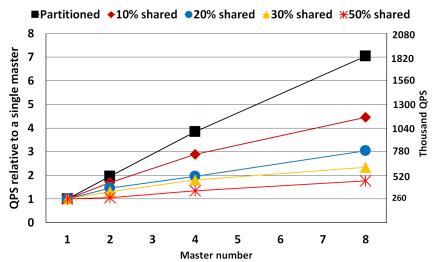 Partitioned 10% shared 20% shared 30% shared 50% shared
8 2080
7 1820
6 1560
5 1300
4 1040
3 780
2 520
1 260
0
QPS relative to a single master
Thousand QPS
1 2 3 4 5 6 7 8
Master number